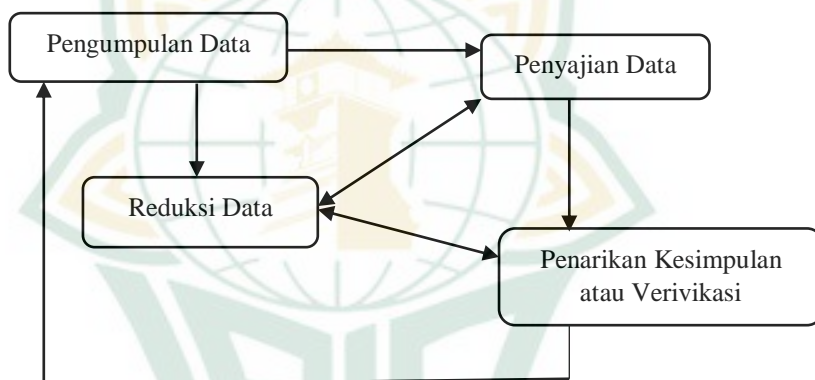 Pengumpulan Data
Penyajian Data
Reduksi Data
Penarikan Kesimpulan
atau Verivikasi